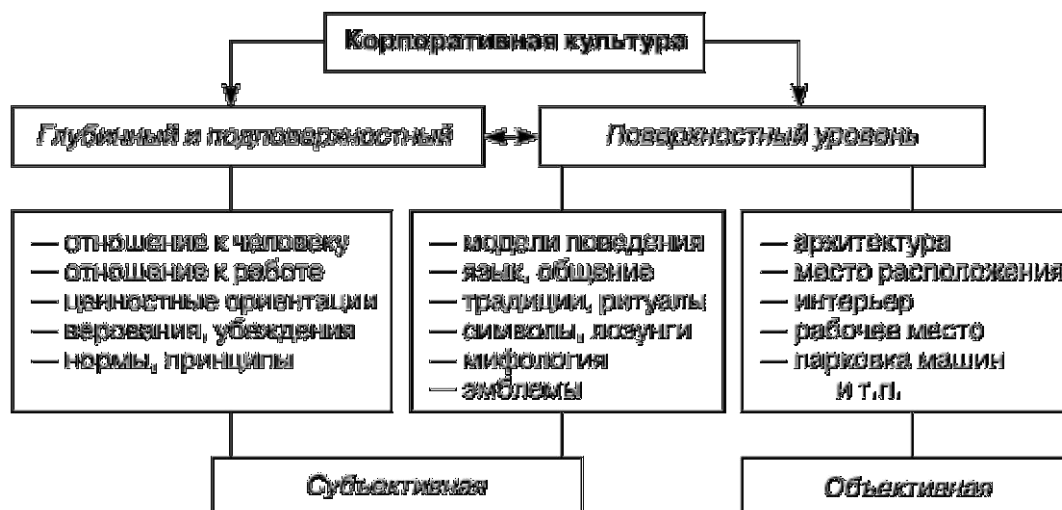 Корпоративная культура
Глубинный и подповерхностный
Поверхностный уровень
— отношение к человеку
— отношение к работе
— ценностные ориентации
— верования, убеждения
— нормы, принципы
— модели поведения
— язык, общение
— традиции, ритуалы
— символы, лозунги
— мифология
— эмблемы
— архитектура
— место расположения
— интерьер
— рабочее место
— парковка машин
и т.п.
Субъективная
Объективная